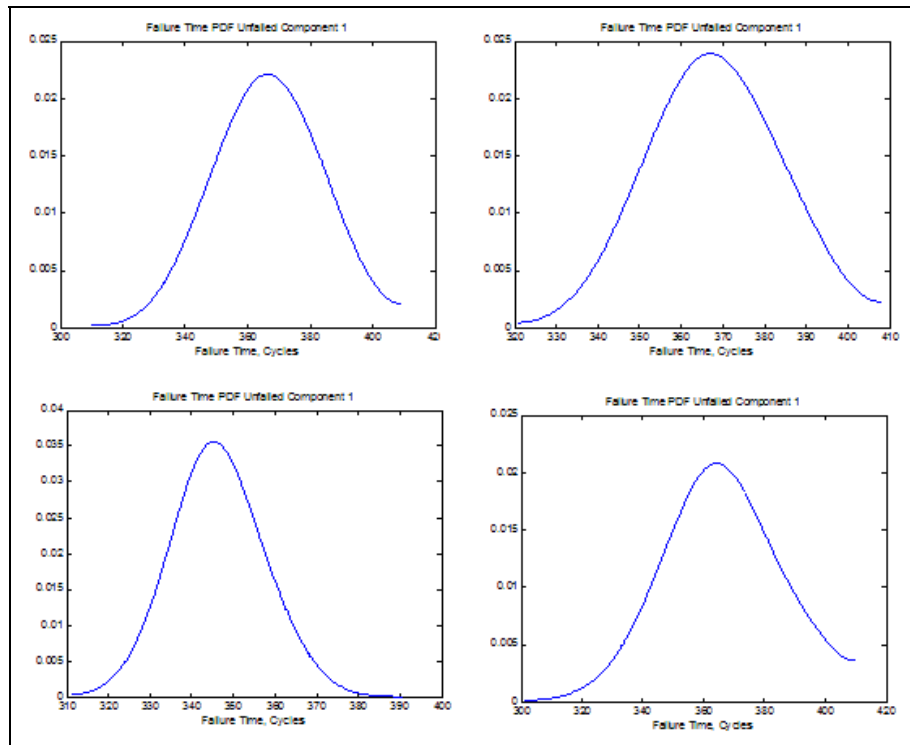 Failure Time PDF Unfailed Component 1
0.025
0.02
0.015
0.01
0.005
0
300 320 340 360 380 400 42
Failure Time, Cycles
Failure Time PDF Unfailed Component 1
0.025
0.02
0.015
0.01
0.005
0
320 330 340 350 360 370 380 390 400 410
Failure Time, Cycles
Failure Time PDF Unfailed Component 1
0.04
0.035
0.03
0.025
0.02
0.015
0.01
0.005
0
310 320 330 340 350 360 370 380 390 400
Failure Time, Cycles
Failure Time PDF Unfailed Component 1
0.025
0.02
0.015
0.01
0.005
0
300 320 340 360 380 400 420
Failure Time, Cycles